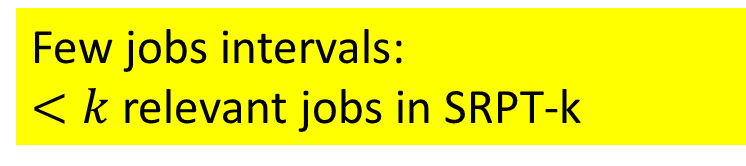 Few jobs intervals:
< 𝑘 relevant jobs in SRPT-k